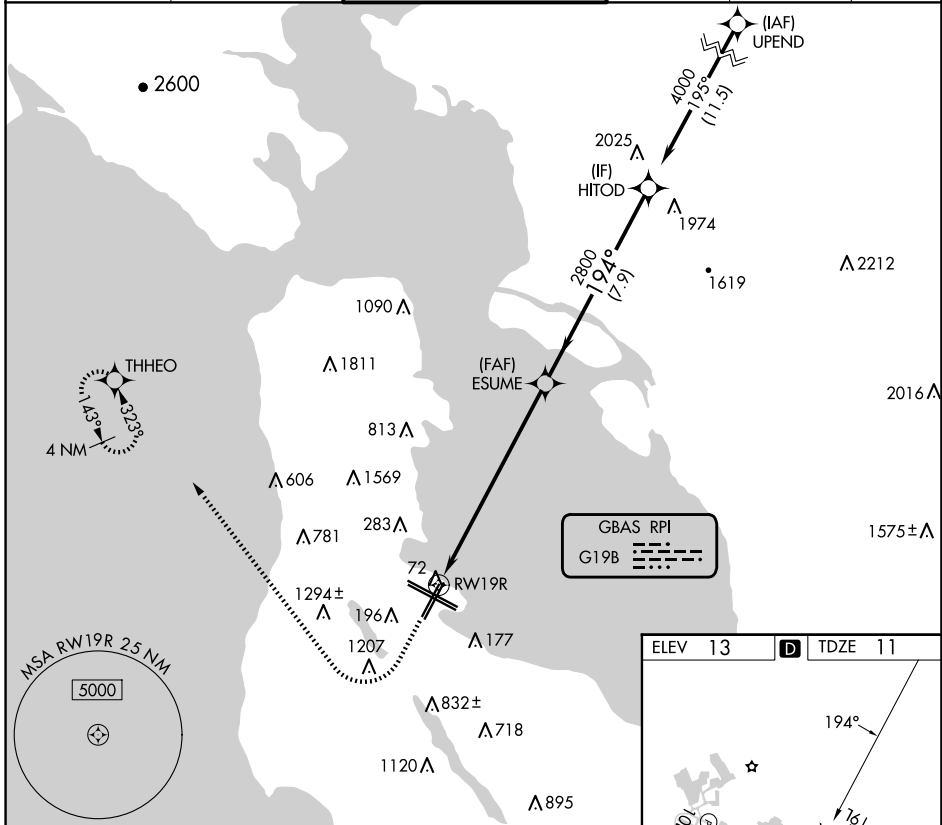 (IAF)
UPEND
2600
4000
195°
(11.5)
2025
(IF)
HITOD
1974
2800
194°
(7.9)
1619
2212
1090
THHEO
1811
(FAF)
ESUME
143°
323°
2016
4 NM
813
606
1569
283
781
GBAS RPI
G19B
1575±
72
RW19R
1294±
196
1207
177
MSA RW19R 25 NM
5000
832±
718
1120
895
ELEV 13
D
TDZE 11
194°